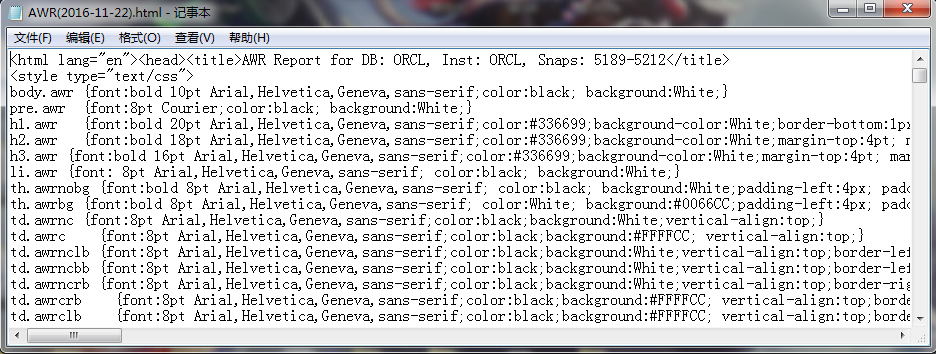 AWR(2016-11-22).html - 记事本
文件(F) 编辑(E) 格式(O) 查看(V) 帮助(H)
<html lang="en"><head><title>AWR Report for DB: ORCL, Inst: ORCL, Snaps: 5189-5212</title>
<style type="text/css">
body.awr {font:bold 10pt Arial,Helvetica,Geneva,sans-serif;color:black; background:White;}
pre.awr  {font:8pt Courier;color:black; background:White;}
h1.awr   {font:bold 20pt Arial,Helvetica,Geneva,sans-serif;color:#336699;background-color:White;border-bottom:1px
h2.awr   {font:bold 18pt Arial,Helvetica,Geneva,sans-serif;color:#336699;background-color:White;margin-top:4pt;
h3.awr {font:bold 16pt Arial,Helvetica,Geneva,sans-serif;color:#336699;background-color:White;margin-top:4pt; mar
li.awr {font: 8pt Arial,Helvetica,Geneva,sans-serif; color:black; background:White;}
th.awrnobg {font:bold 8pt Arial,Helvetica,Geneva,sans-serif; color:black; background:White;padding-left:4px; padd
th.awrbg {font:bold 8pt Arial,Helvetica,Geneva,sans-serif; color:White; background:#0066CC;padding-left:4px; padd
td.awrnc {font:8pt Arial,Helvetica,Geneva,sans-serif;color:black;background:White;vertical-align:top;}
td.awrc    {font:8pt Arial,Helvetica,Geneva,sans-serif;color:black;background:#FFFFCC; vertical-align:top;}
td.awrnclb {font:8pt Arial,Helvetica,Geneva,sans-serif;color:black;background:White;vertical-align:top;border-lef
td.awrncbb {font:8pt Arial,Helvetica,Geneva,sans-serif;color:black;background:White;vertical-align:top;border-lef
td.awrncrb {font:8pt Arial,Helvetica,Geneva,sans-serif;color:black;background:White;vertical-align:top;border-rig
td.awrcrb    {font:8pt Arial,Helvetica,Geneva,sans-serif;color:black;background:#FFFFCC; vertical-align:top;borde
td.awrclb    {font:8pt Arial,Helvetica,Geneva,sans-serif;color:black;background:#FFFFCC; vertical-align:top;borde